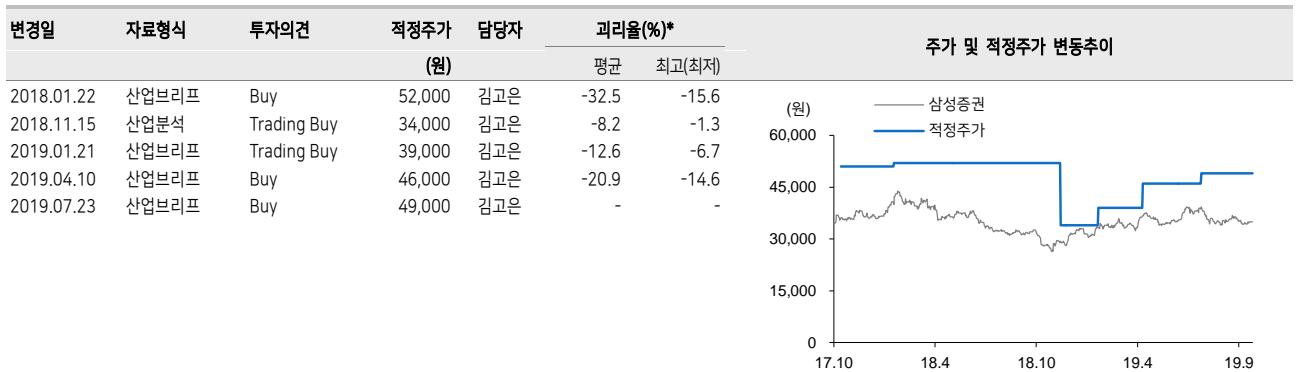 변경일 자료형식 투자의견 적정주가 담당자 괴리율(%)*
(원) 평균 최고(최저)
2018.01.22 산업브리프 Buy 52,000 김고은 -32.5 -15.6
2018.11.15 산업분석 Trading Buy 34,000 김고은 -8.2 -1.3
2019.01.21 산업브리프 Trading Buy 39,000 김고은 -12.6 -6.7
2019.04.10 산업브리프 Buy 46,000 김고은 -20.9 -14.6
2019.07.23 산업브리프 Buy 49,000 김고은 - -
주가 및 적정주가 변동추이
(원)
삼성증권
적정주가
60,000
45,000
30,000
15,000
0
17.10 18.4 18.10 19.4 19.9